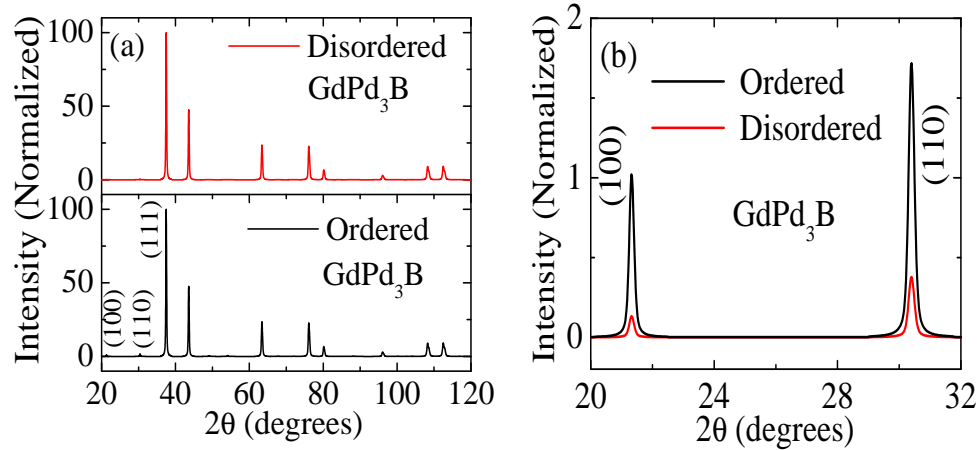 (a)
Disordered
GdPd₃B
100
50
0
Intensity (Normalized)
Ordered
GdPd₃B
(100)
(110)
(111)
100
50
0
20 40 60 80 100 120
2θ (degrees)
(b)
Ordered
Disordered
(100)
(110)
GdPd₃B
2
1
0
Intensity (Normalized)
20 24 28 32
2θ (degrees)